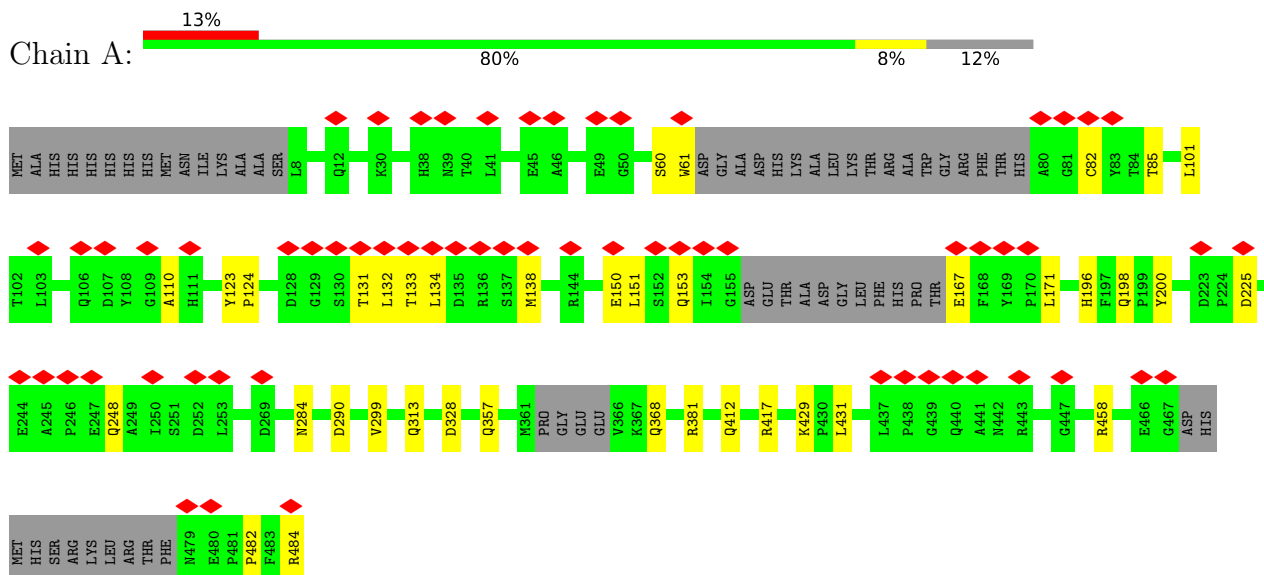 13%
Chain A:
80% 8% 12%
MET ALA HIS HIS HIS HIS HIS HIS MET ASN ILE LYS ALA ALA SER L8 Q12 K30 H38 N39 T40 L41 E45 A46 E49 G50 S60 W61 ASP GLY ALA ASP HIS LYS ALA LEU LYS THR ARG ALA TRP GLY ARG PHE THR HIS A80 G81 C82 Y83 T84 T85 L101
T102 L103 Q106 D107 Y108 G109 A110 H111 Y123 P124 D128 G129 S130 T131 L132 T133 L134 D135 R136 S137 M138 R144 E150 L151 S152 Q153 I154 G155 ASP GLU THR ALA ASP GLY LEU PHE HIS PRO THR E167 F168 Y169 P170 L171 H196 F197 Q198 P199 Y200 D223 P224 D225
E244 A245 P246 E247 Q248 A249 I250 S251 D252 L253 D269 N284 D290 V299 Q313 D328 Q357 M361 PRO GLY GLU GLU V366 K367 Q368 R381 Q412 R417 K429 P430 L431 L437 P438 G439 Q440 A441 N442 R443 G447 R458 E466 G467 ASP HIS
MET HIS SER ARG LYS LEU ARG THR PHE N479 E480 P481 P482 F483 R484